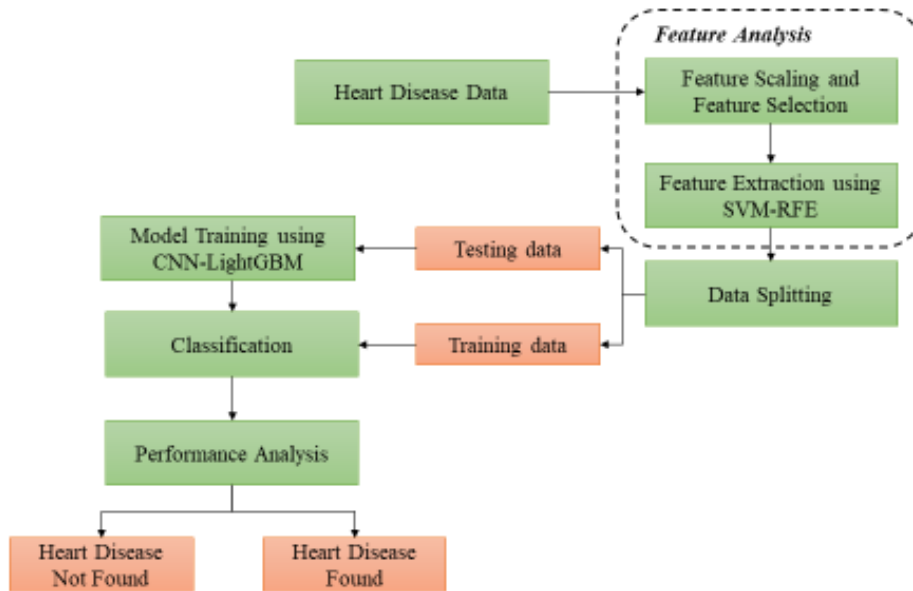 Feature Analysis
Heart Disease Data
Feature Scaling and
Feature Selection
Feature Extraction using
SVM-RFE
Model Training using
CNN-LightGBM
Testing data
Data Splitting
Classification
Training data
Performance Analysis
Heart Disease
Not Found
Heart Disease
Found